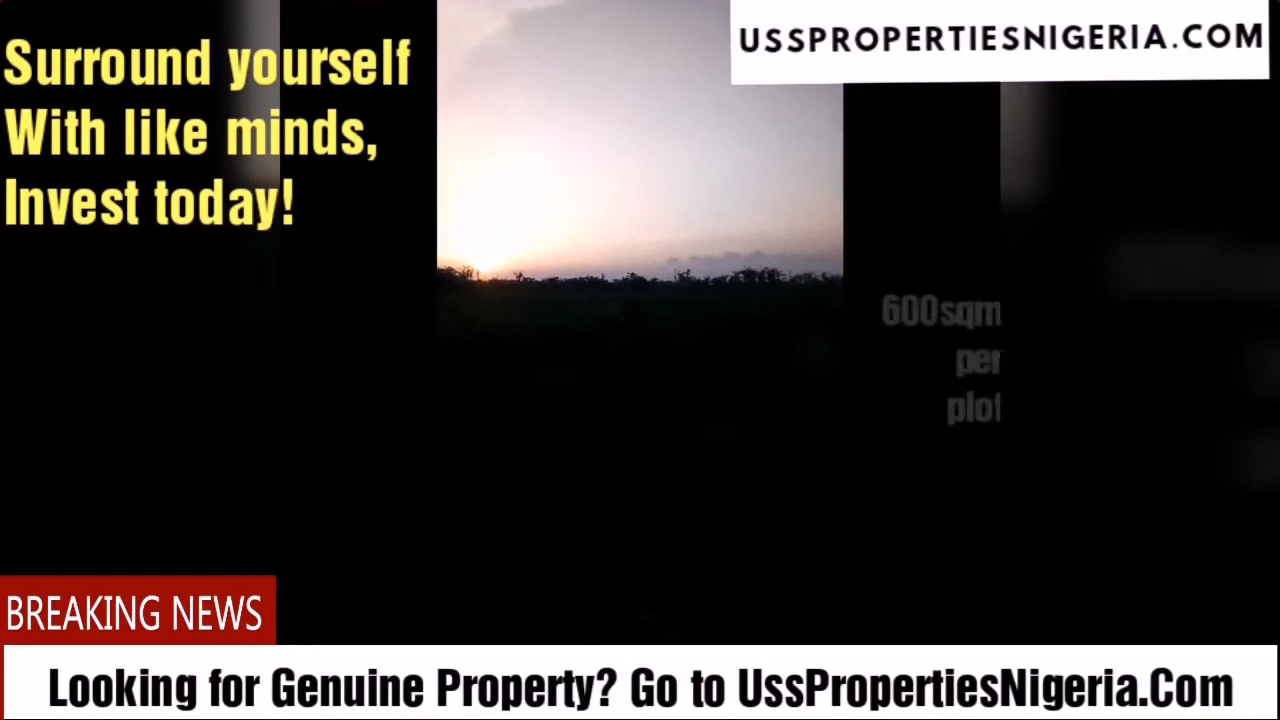 USSPROPERTIESNIGERIA.COM
Surround yourself
With like minds,
Invest today!
600sqm
per
plot
BREAKING NEWS
Looking for Genuine Property? Go to UssPropertiesNigeria.Com